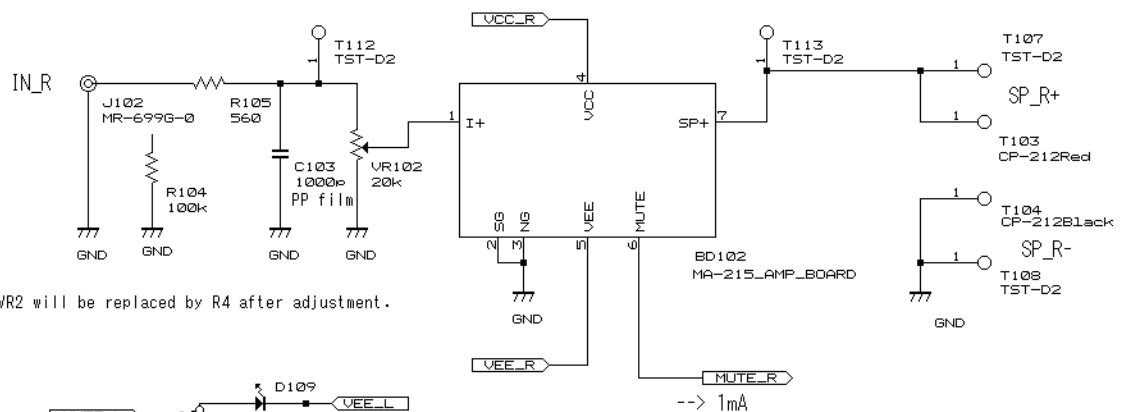 VCC_R
T112
TST-D2
1
T113
TST-D2
1
T107
TST-D2
1
IN_R
J102
MR-699G-0
R105
560
4
VCC
1
I+
SP+
7
SP_R+
1
T103
CP-212Red
R104
100k
C103
1000p
PP film
VR102
20k
SG
NG
VEE
MUTE
2
3
5
6
1
T104
CP-212Black
SP_R-
1
T108
TST-D2
GND
GND
GND
GND
BD102
MA-215_AMP_BOARD
GND
GND
VR2 will be replaced by R4 after adjustment.
VEE_R
MUTE_R
--> 1mA
D109
VEE_L